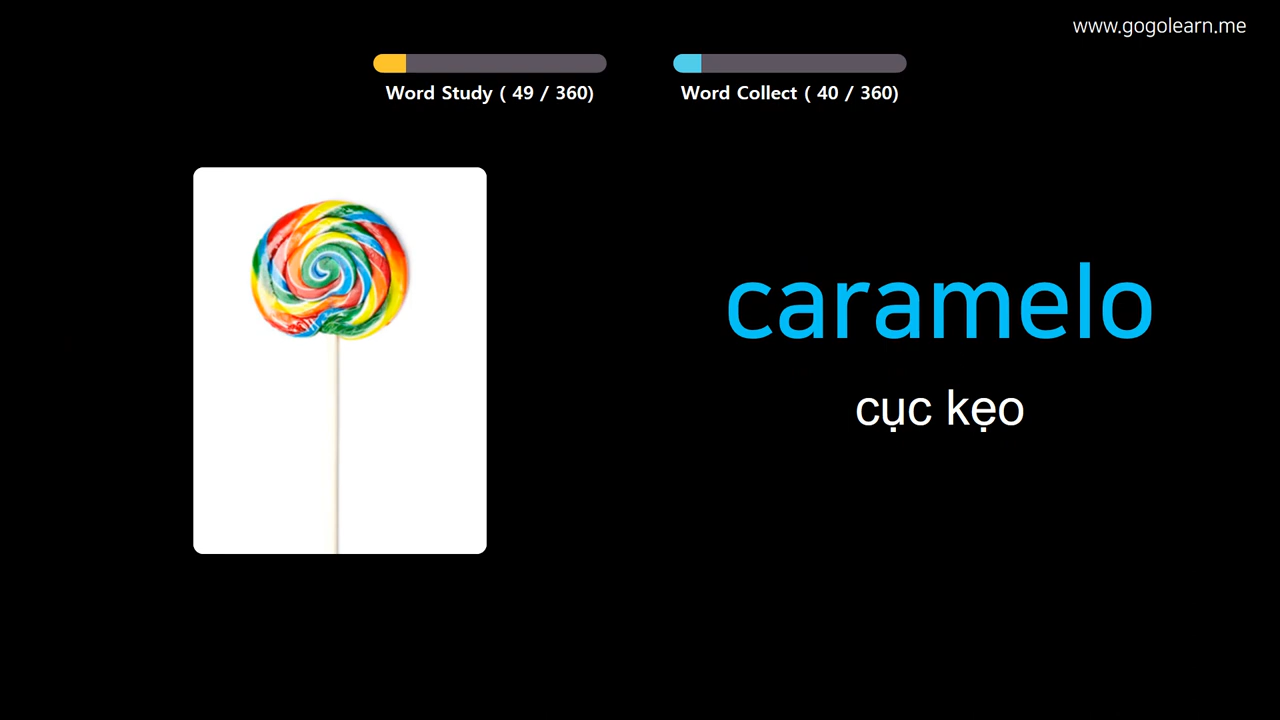 www.gogolearn.me
Word Study ( 49 / 360)
Word Collect ( 40 / 360)
caramelo
cục kẹo